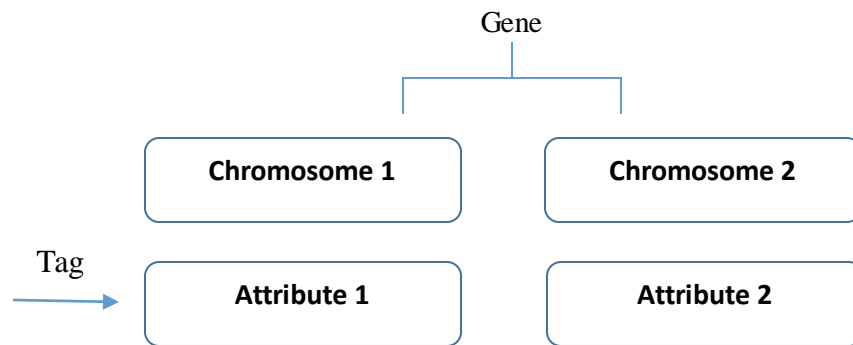 Gene
Chromosome 1
Chromosome 2
Tag
Attribute 1
Attribute 2